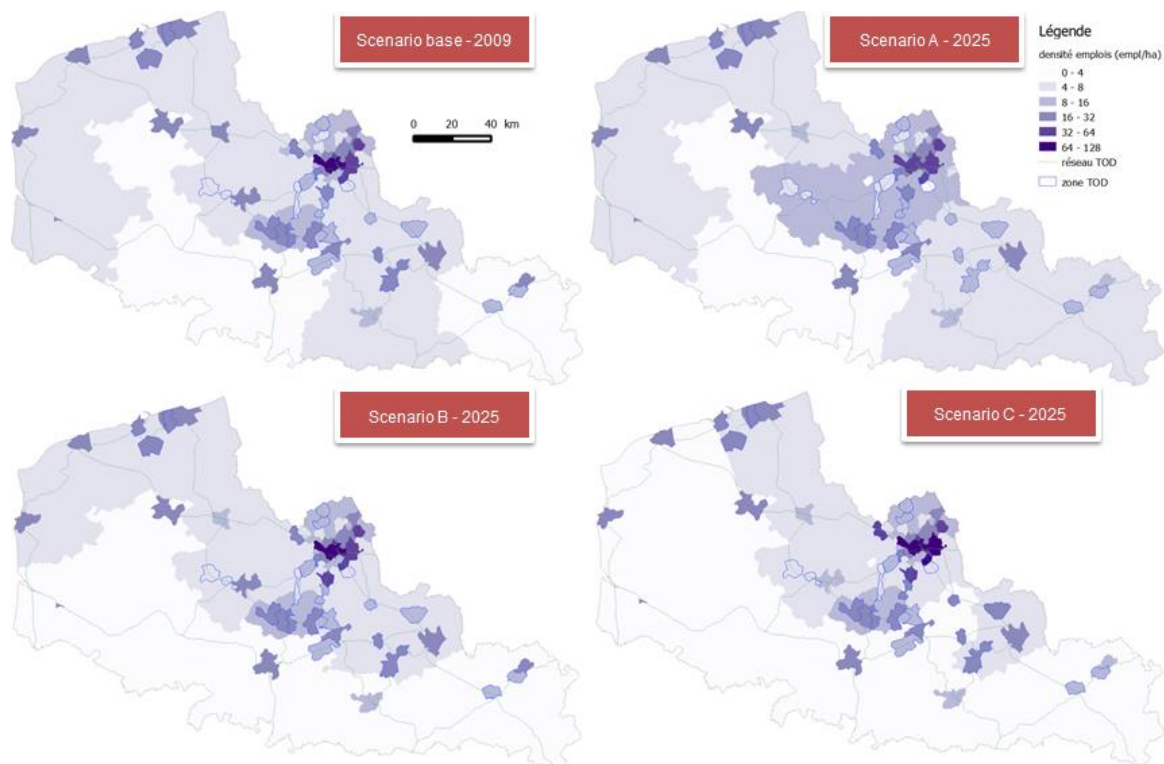 Scenario base - 2009
Scenario A - 2025
Légende
densité emplois (empl/ha)
0 - 4
4 - 8
8 - 16
16 - 32
32 - 64
64 - 128
réseau TOD
zone TOD
0 20 40 km
Scenario B - 2025
Scenario C - 2025